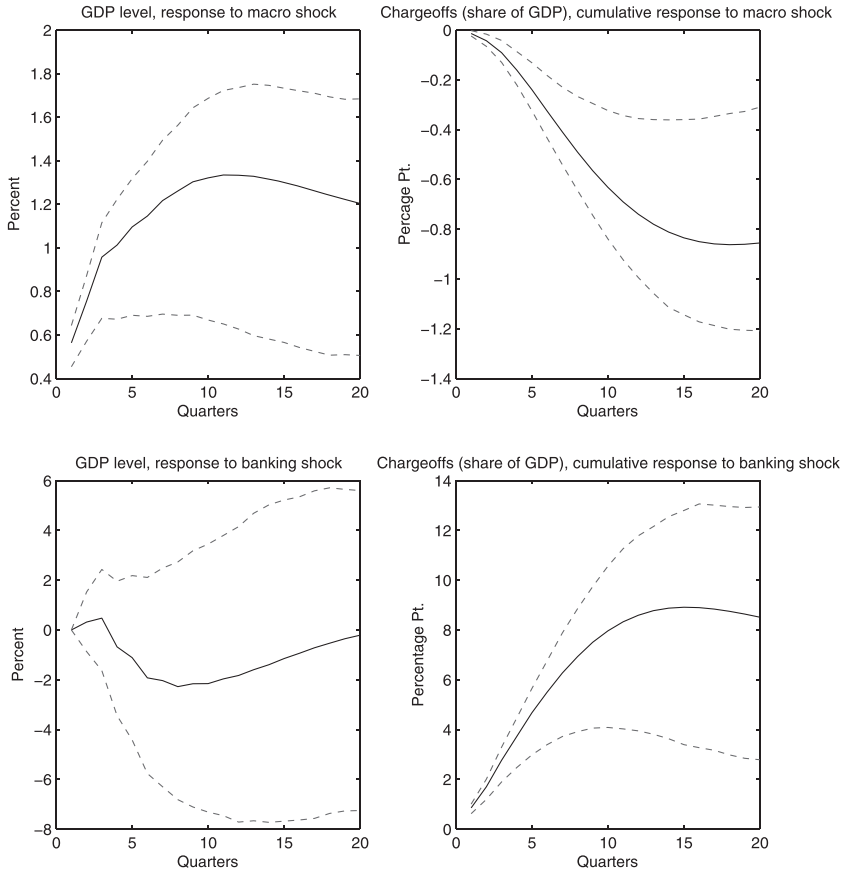 GDP level, response to macro shock
Percent
2
1.8
1.6
1.4
1.2
1
0.8
0.6
0.4
0 5 10 15 20
Quarters
Chargeoffs (share of GDP), cumulative response to macro shock
Percage Pt.
0
−0.2
−0.4
−0.6
−0.8
−1
−1.2
−1.4
0 5 10 15 20
Quarters
GDP level, response to banking shock
Percent
6
4
2
0
−2
−4
−6
−8
0 5 10 15 20
Quarters
Chargeoffs (share of GDP), cumulative response to banking shock
Percentage Pt.
14
12
10
8
6
4
2
0
0 5 10 15 20
Quarters